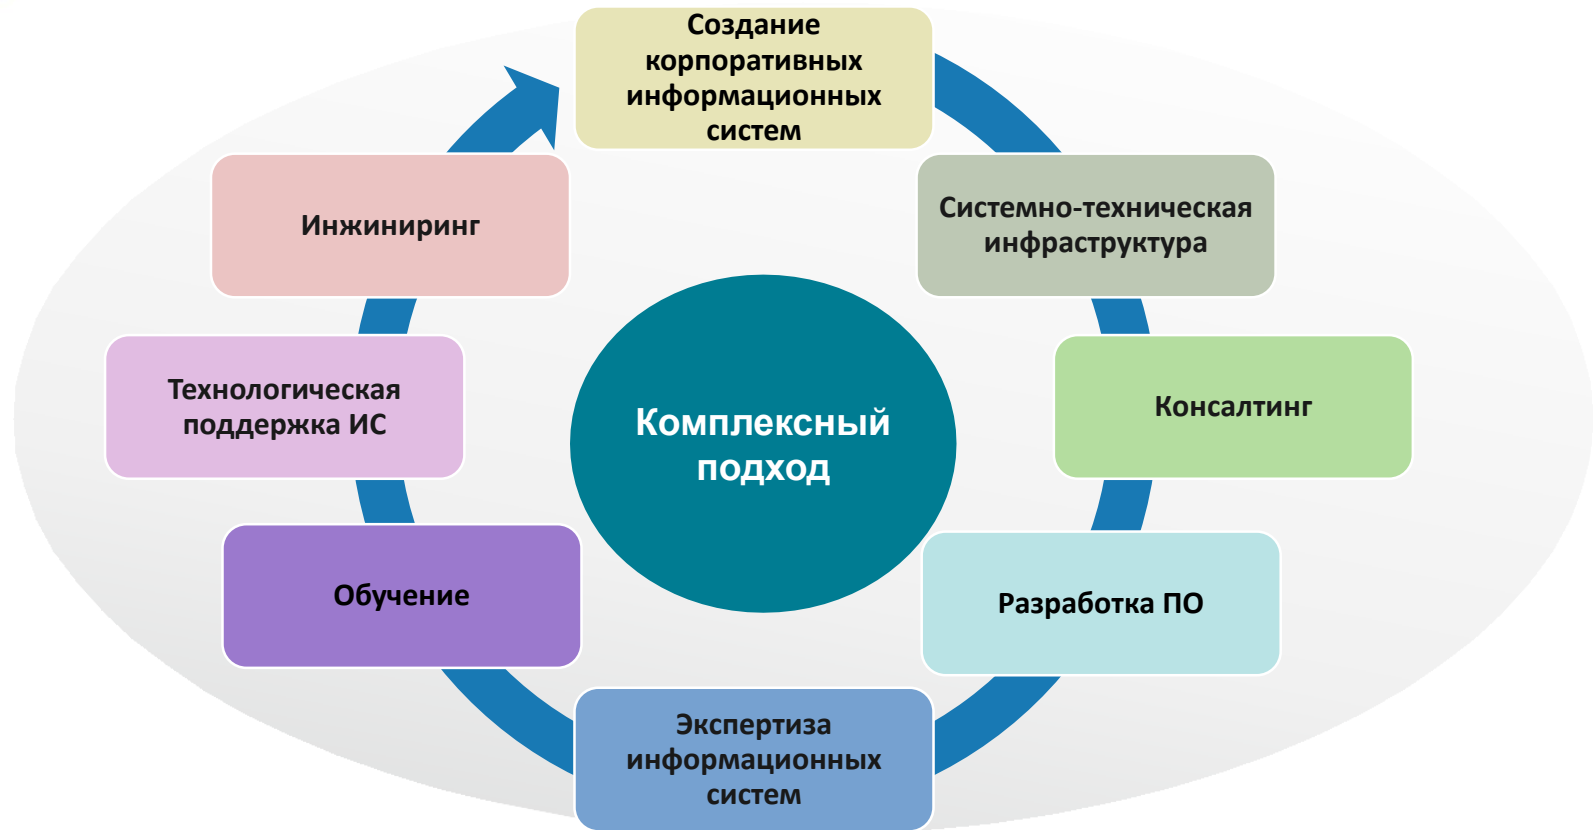 Создание
корпоративных
информационных
систем
Системно-техническая
инфраструктура
Консалтинг
Разработка ПО
Экспертиза
информационных
систем
Обучение
Технологическая
поддержка ИС
Инжиниринг
Комплексный
подход